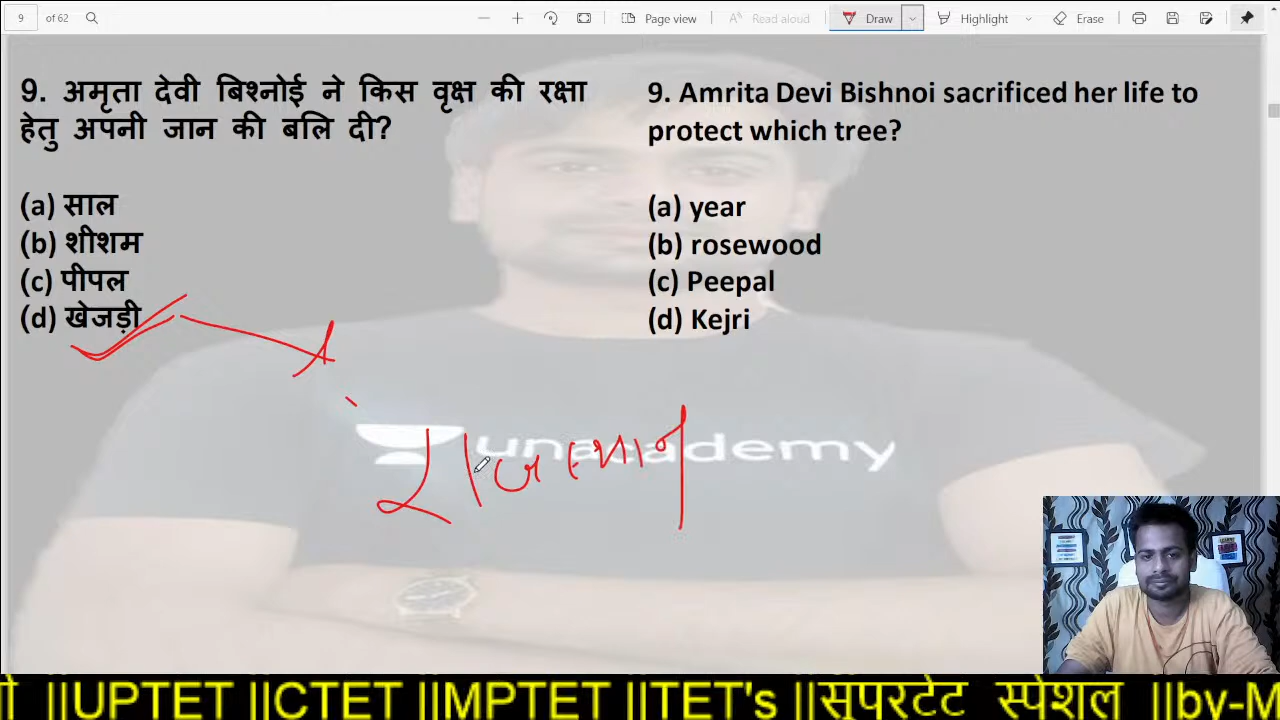 9 of 62 Page view Read aloud Draw Highlight Erase
9. अमृता देवी बिश्नोई ने किस वृक्ष की रक्षा
हेतु अपनी जान की बलि दी?
(a) साल
(b) शीशम
(c) पीपल
(d) खेजड़ी
9. Amrita Devi Bishnoi sacrificed her life to
protect which tree?
(a) year
(b) rosewood
(c) Peepal
(d) Kejri
राजस्थान
unacademy
||UPTET ||CTET ||MPTET ||TET's ||सुपरटेट स्पेशल ||by-M